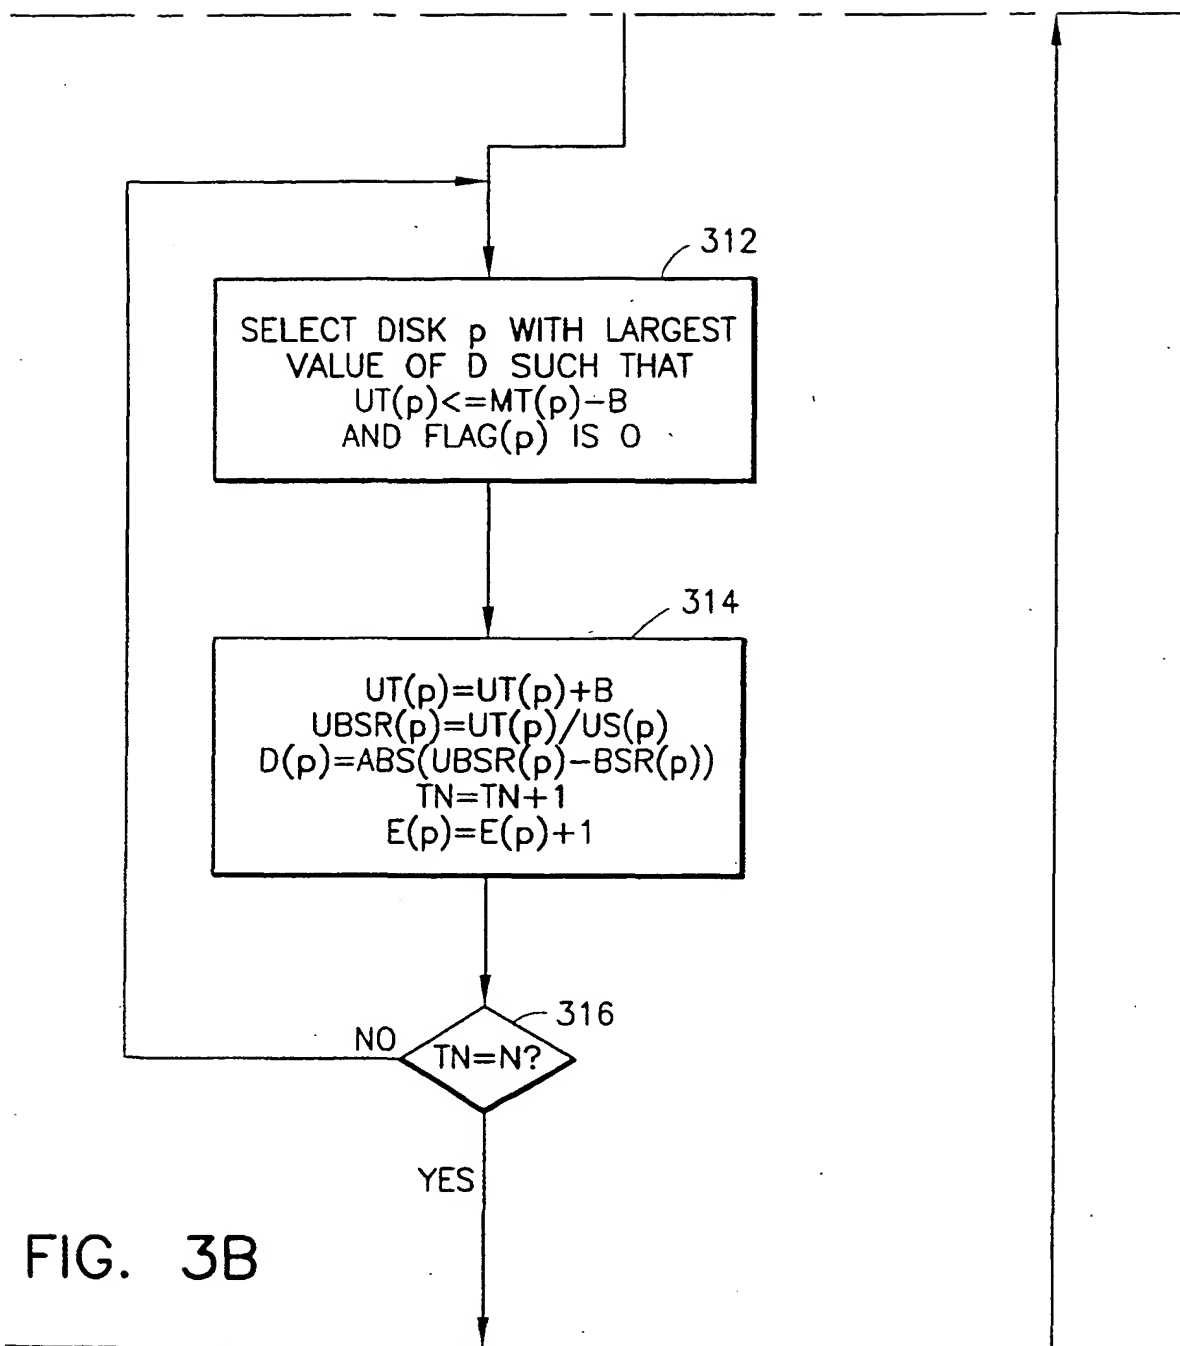 312
SELECT DISK p WITH LARGEST
VALUE OF D SUCH THAT
UT(p)<=MT(p)-B
AND FLAG(p) IS 0
314
UT(p)=UT(p)+B
UBSR(p)=UT(p)/US(p)
D(p)=ABS(UBSR(p)-BSR(p))
TN=TN+1
E(p)=E(p)+1
316
NO
TN=N?
YES
FIG. 3B